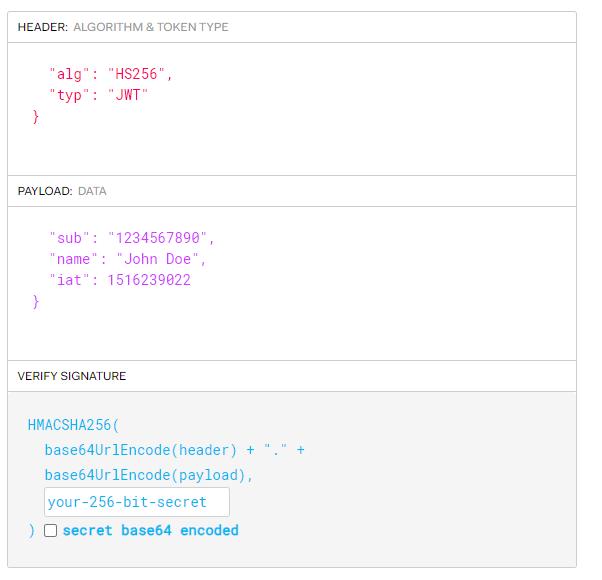 HEADER: ALGORITHM & TOKEN TYPE
"alg": "HS256",
"typ": "JWT"
}
PAYLOAD: DATA
"sub": "1234567890",
"name": "John Doe",
"iat": 1516239022
}
VERIFY SIGNATURE
HMACSHA256(
base64UrlEncode(header) + "." +
base64UrlEncode(payload),
your-256-bit-secret
) secret base64 encoded